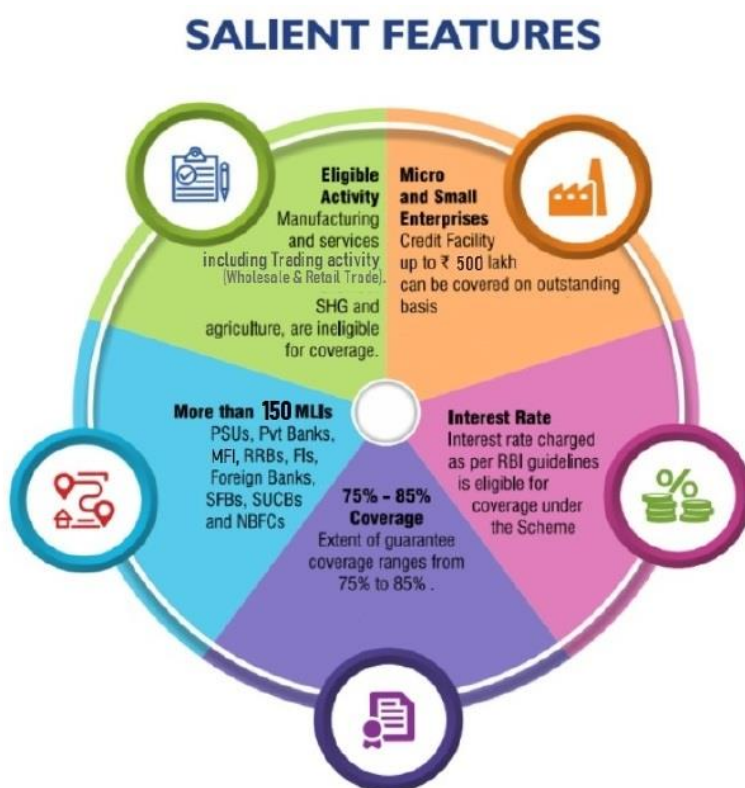 SALIENT FEATURES
Eligible
Activity
Manufacturing
and services
including Trading activity
(Wholesale & Retail Trade).
SHG and
agriculture, are ineligible
for coverage.
Micro
and Small
Enterprises
Credit Facility
up to ₹ 500 lakh
can be covered on outstanding
basis
More than 150 MLIs
PSUs, Pvt Banks,
MFI, RRBs, FIs,
Foreign Banks,
SFBs, SUCBs
and NBFCs
75% - 85%
Coverage
Extent of guarantee
coverage ranges from
75% to 85% .
Interest Rate
Interest rate charged
as per RBI guidelines
is eligible for
coverage under
the Scheme
%